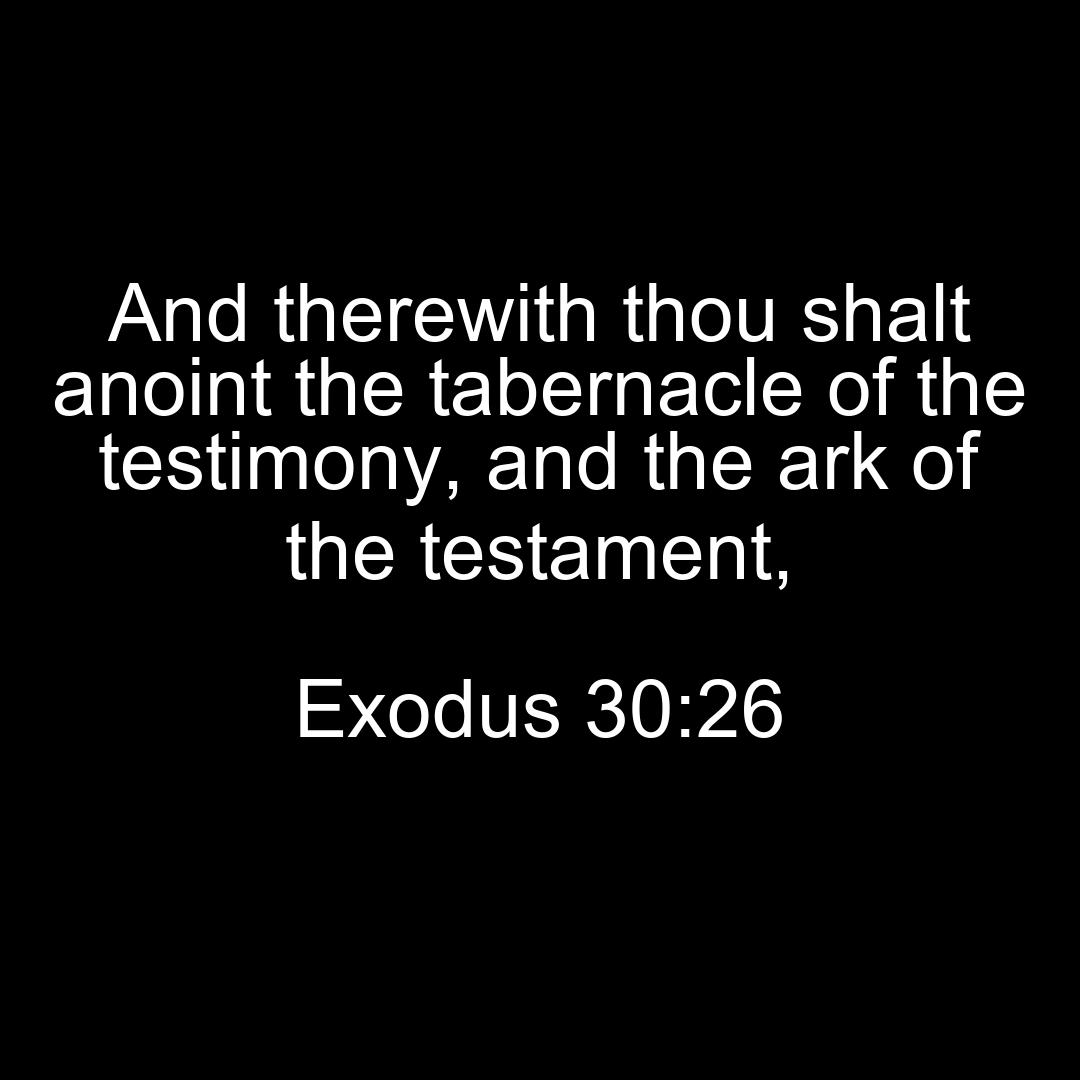 And therewith thou shalt
anoint the tabernacle of the
testimony, and the ark of
the testament,
Exodus 30:26